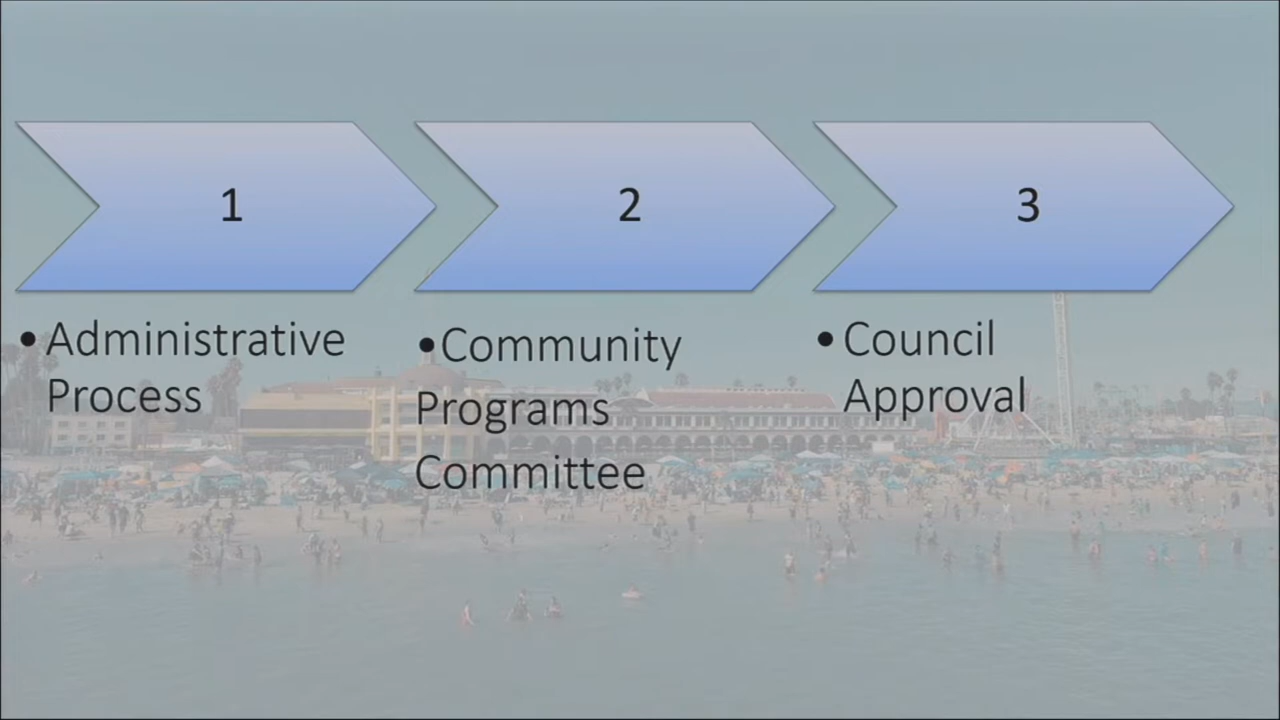 1
2
3
•Administrative
Process
•Community
Programs
Committee
•Council
Approval